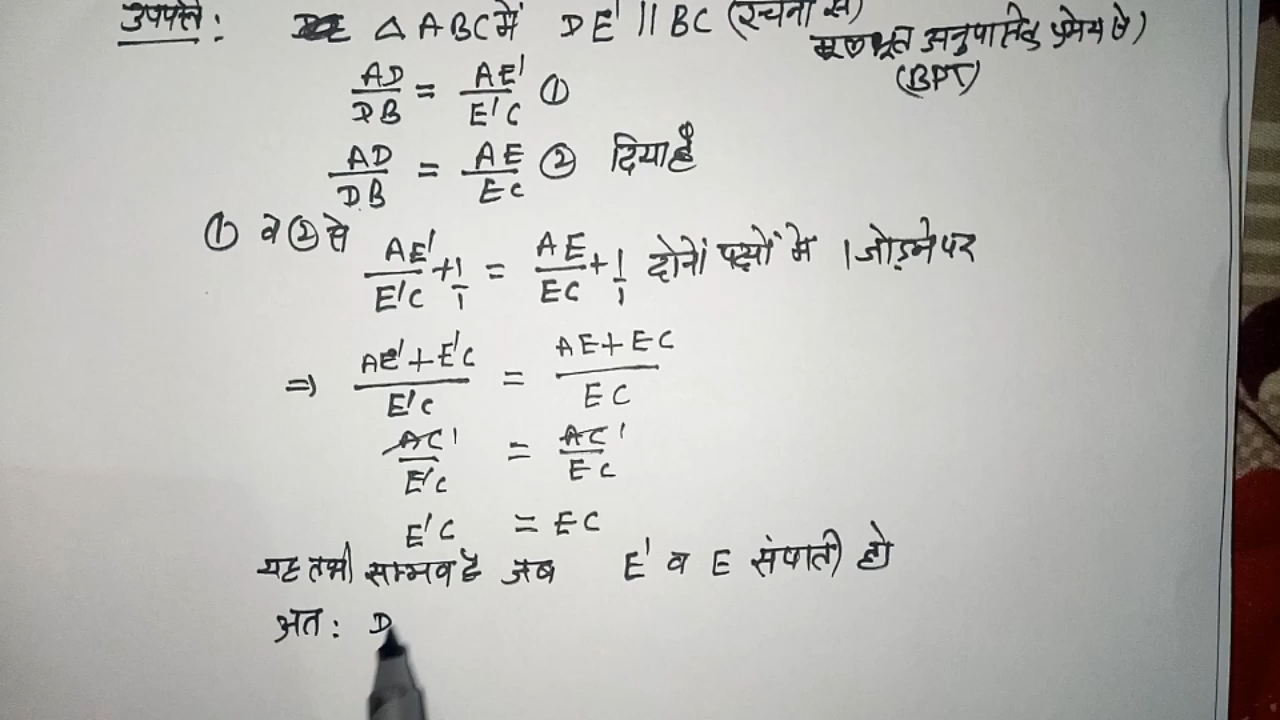 उपपत्ति : △ ABC में DE' || BC (रचना से)
मूलभूत अनुपातिक प्रमेय से)
(BPT)
AD/DB = AE'/E'C ①
AD/DB = AE/EC ② दिया है
① व ② से
AE'/E'C + 1/1 = AE/EC + 1/1 दोनों पक्षों में 1 जोड़ने पर
⇒ AE' + E'C/E'C = AE + EC/EC
AC'/E'C = AC'/EC
E'C = EC
यह तभी सम्भव है जब E' व E संपाती हो
अत: D